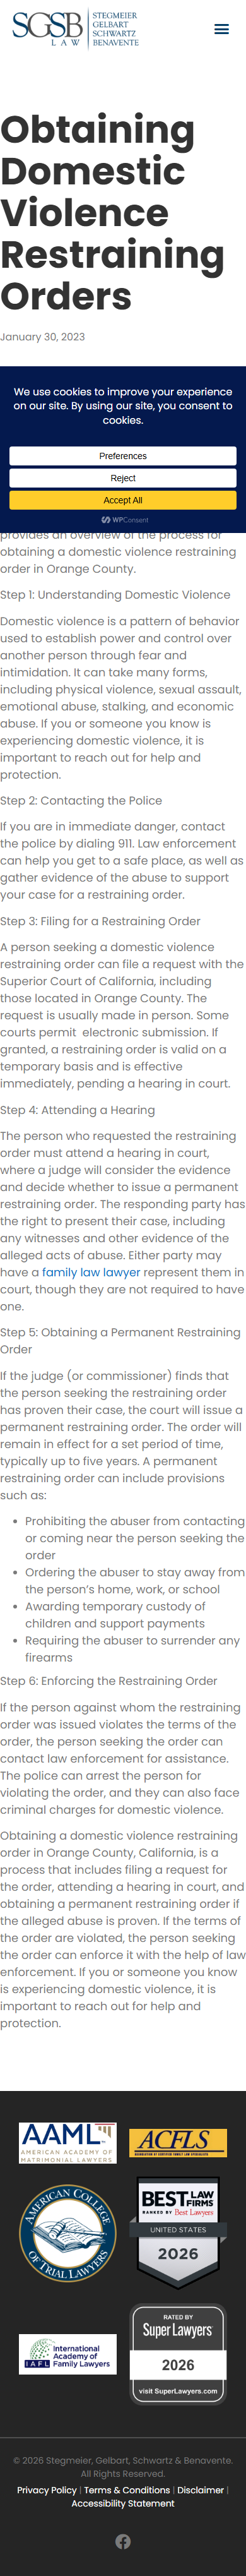 SGSB
LAW
STEGMEIER
GELBART
SCHWARTZ
BENAVENTE
Obtaining
Domestic
Violence
Restraining
Orders
January 30, 2023
We use cookies to improve your experience
on our site. By using our site, you consent to
cookies.
Preferences
Reject
Accept All
WPConsent
provides an overview of the process for
obtaining a domestic violence restraining
order in Orange County.
Step 1: Understanding Domestic Violence
Domestic violence is a pattern of behavior
used to establish power and control over
another person through fear and
intimidation. It can take many forms,
including physical violence, sexual assault,
emotional abuse, stalking, and economic
abuse. If you or someone you know is
experiencing domestic violence, it is
important to reach out for help and
protection.
Step 2: Contacting the Police
If you are in immediate danger, contact
the police by dialing 911. Law enforcement
can help you get to a safe place, as well as
gather evidence of the abuse to support
your case for a restraining order.
Step 3: Filing for a Restraining Order
A person seeking a domestic violence
restraining order can file a request with the
Superior Court of California, including
those located in Orange County. The
request is usually made in person. Some
courts permit electronic submission. If
granted, a restraining order is valid on a
temporary basis and is effective
immediately, pending a hearing in court.
Step 4: Attending a Hearing
The person who requested the restraining
order must attend a hearing in court,
where a judge will consider the evidence
and decide whether to issue a permanent
restraining order. The responding party has
the right to present their case, including
any witnesses and other evidence of the
alleged acts of abuse. Either party may
have a family law lawyer represent them in
court, though they are not required to have
one.
Step 5: Obtaining a Permanent Restraining
Order
If the judge (or commissioner) finds that
the person seeking the restraining order
has proven their case, the court will issue a
permanent restraining order. The order will
remain in effect for a set period of time,
typically up to five years. A permanent
restraining order can include provisions
such as:
• Prohibiting the abuser from contacting
or coming near the person seeking the
order
• Ordering the abuser to stay away from
the person's home, work, or school
• Awarding temporary custody of
children and support payments
• Requiring the abuser to surrender any
firearms
Step 6: Enforcing the Restraining Order
If the person against whom the restraining
order was issued violates the terms of the
order, the person seeking the order can
contact law enforcement for assistance.
The police can arrest the person for
violating the order, and they can also face
criminal charges for domestic violence.
Obtaining a domestic violence restraining
order in Orange County, California, is a
process that includes filing a request for
the order, attending a hearing in court, and
obtaining a permanent restraining order if
the alleged abuse is proven. If the terms of
the order are violated, the person seeking
the order can enforce it with the help of law
enforcement. If you or someone you know
is experiencing domestic violence, it is
important to reach out for help and
protection.
AAML
AMERICAN ACADEMY OF
MATRIMONIAL LAWYERS
ACFLS
ASSOCIATION OF CERTIFIED FAMILY LAW SPECIALISTS
AMERICAN COLLEGE
OF TRIAL LAWYERS
BEST LAW
FIRMS
RANKED BY Best Lawyers
UNITED STATES
2026
IAFL
International
Academy of
Family Lawyers
RATED BY
Super Lawyers
2026
visit SuperLawyers.com
© 2026 Stegmeier, Gelbart, Schwartz & Benavente.
All Rights Reserved.
Privacy Policy | Terms & Conditions | Disclaimer |
Accessibility Statement